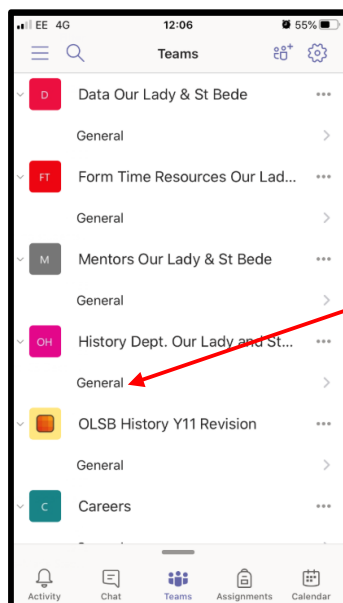 EE 4G 12:06 55%
Teams
D Data Our Lady & St Bede
General
FT Form Time Resources Our Lad...
General
M Mentors Our Lady & St Bede
General
OH History Dept. Our Lady and St...
General
OLSB History Y11 Revision
General
C Careers
Activity Chat Teams Assignments Calendar